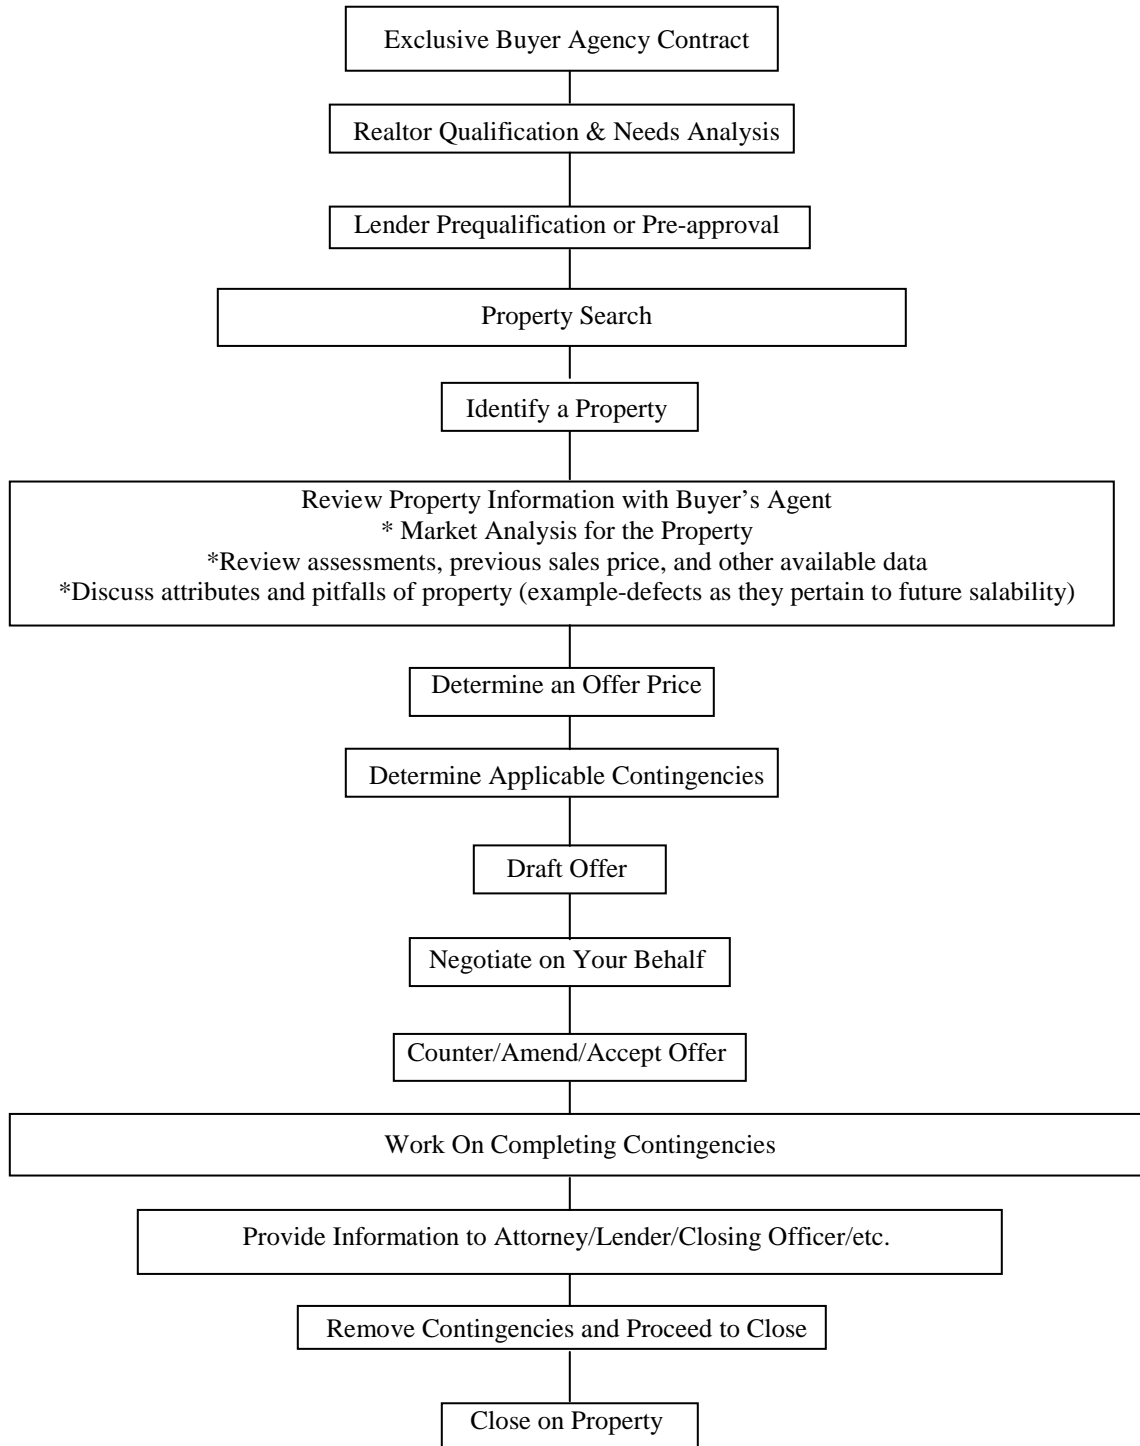 Exclusive Buyer Agency Contract
Realtor Qualification & Needs Analysis
Lender Prequalification or Pre-approval
Property Search
Identify a Property
Review Property Information with Buyer’s Agent
* Market Analysis for the Property
*Review assessments, previous sales price, and other available data
*Discuss attributes and pitfalls of property (example-defects as they pertain to future salability)
Determine an Offer Price
Determine Applicable Contingencies
Draft Offer
Negotiate on Your Behalf
Counter/Amend/Accept Offer
Work On Completing Contingencies
Provide Information to Attorney/Lender/Closing Officer/etc.
Remove Contingencies and Proceed to Close
Close on Property